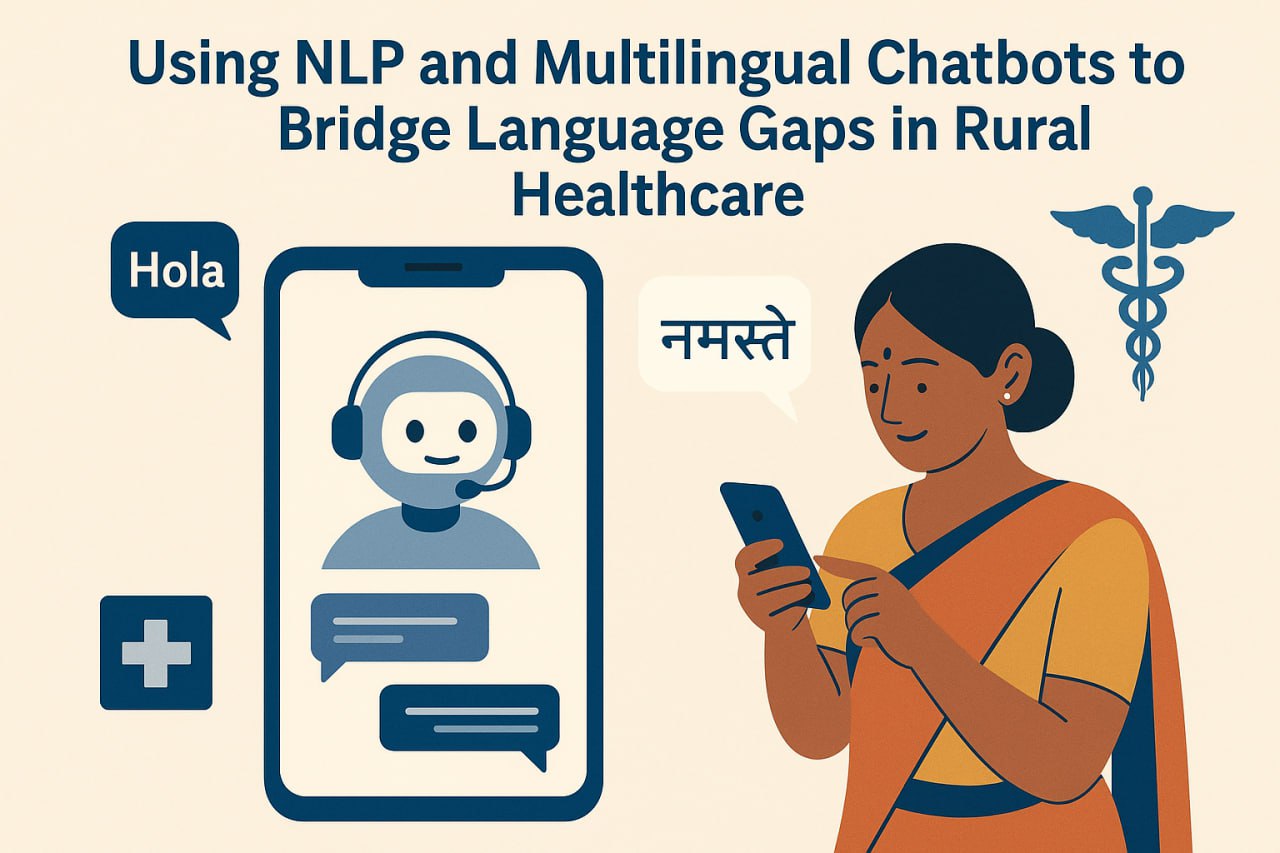 Using NLP and Multilingual Chatbots to
Bridge Language Gaps in Rural
Healthcare
Hola
नमस्ते